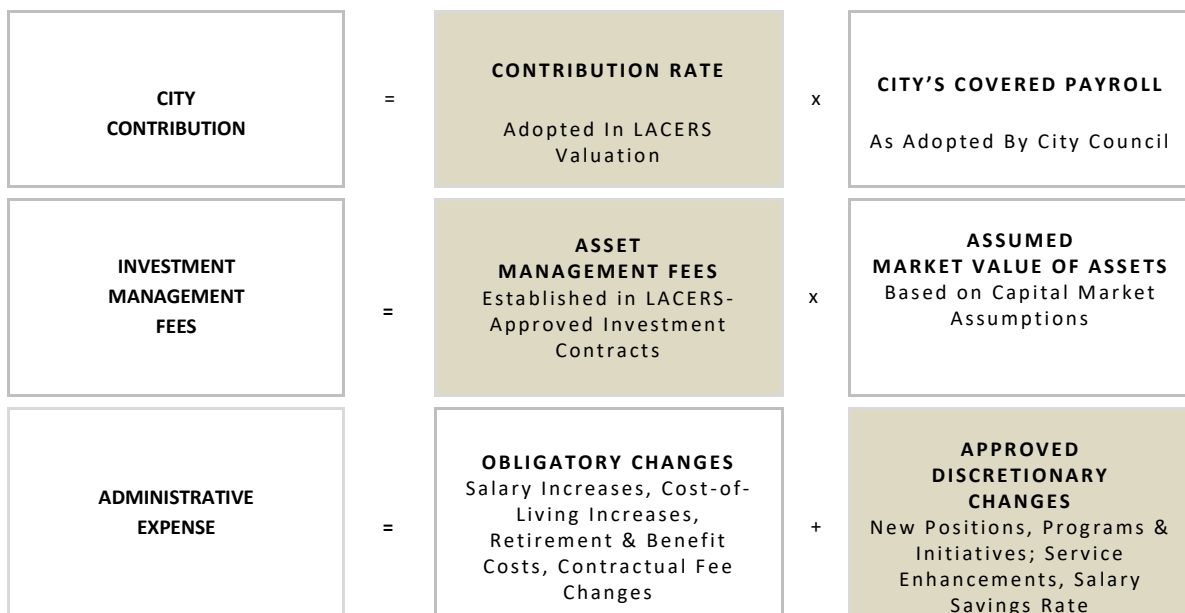 CITY
CONTRIBUTION
=
CONTRIBUTION RATE
Adopted In LACERS
Valuation
x
CITY'S COVERED PAYROLL
As Adopted By City Council
INVESTMENT
MANAGEMENT
FEES
=
ASSET
MANAGEMENT FEES
Established in LACERS-
Approved Investment
Contracts
x
ASSUMED
MARKET VALUE OF ASSETS
Based on Capital Market
Assumptions
ADMINISTRATIVE
EXPENSE
=
OBLIGATORY CHANGES
Salary Increases, Cost-of-
Living Increases,
Retirement & Benefit
Costs, Contractual Fee
Changes
+
APPROVED
DISCRETIONARY
CHANGES
New Positions, Programs &
Initiatives; Service
Enhancements, Salary
Savings Rate